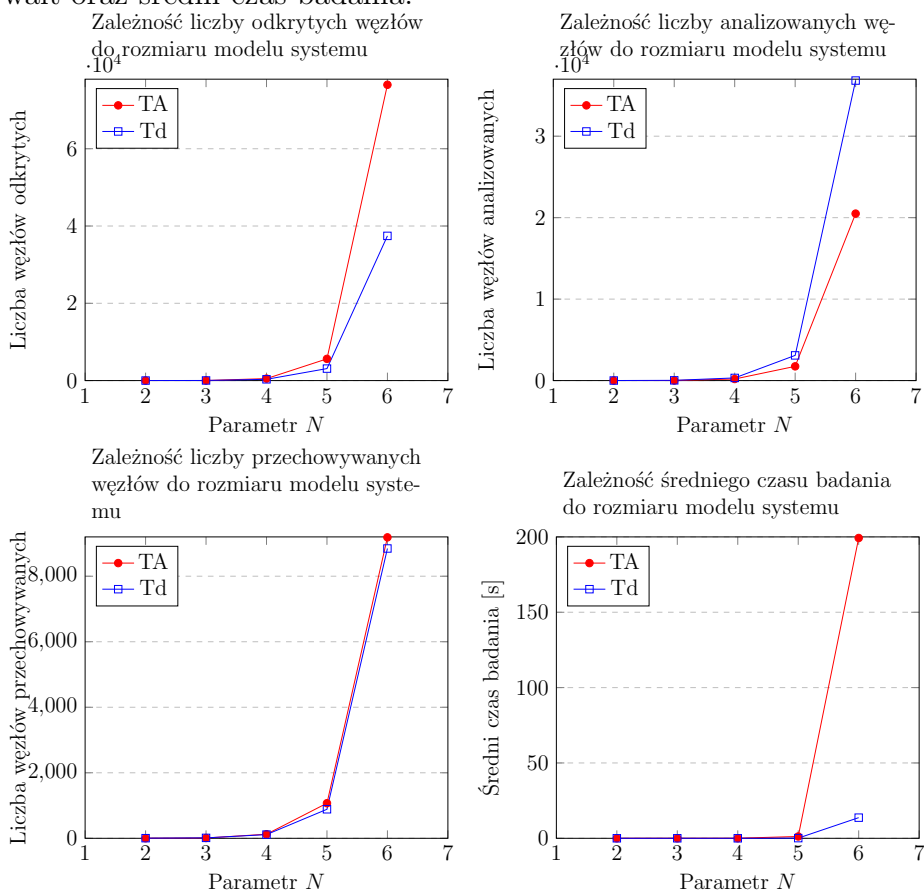 wań oraz średni czas badania.
Zależność liczby odkrytych węzłów
do rozmiaru modelu systemu
·10⁴
TA
Td
6
4
2
0
1 2 3 4 5 6 7
Liczba węzłów odkrytych
Parametr N
Zależność liczby analizowanych wę-
złów do rozmiaru modelu systemu
·10⁴
TA
Td
3
2
1
0
1 2 3 4 5 6 7
Liczba węzłów analizowanych
Parametr N
Zależność liczby przechowywanych
węzłów do rozmiaru modelu syste-
mu
TA
Td
8,000
6,000
4,000
2,000
0
1 2 3 4 5 6 7
Liczba węzłów przechowywanych
Parametr N
Zależność średniego czasu badania
do rozmiaru modelu systemu
TA
Td
200
150
100
50
0
1 2 3 4 5 6 7
Średni czas badania [s]
Parametr N